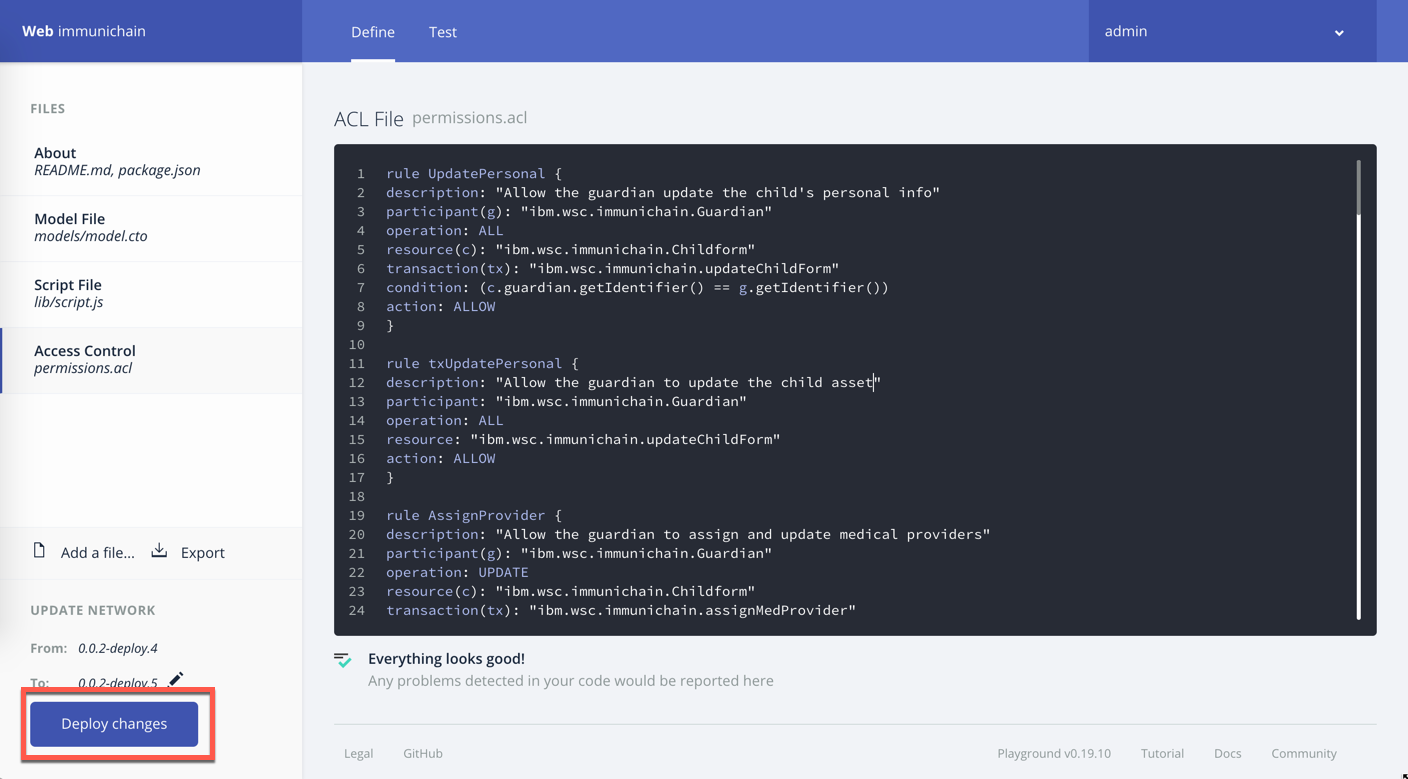 Web immunichain
Define
Test
admin
FILES
About
README.md, package.json
Model File
models/model.cto
Script File
lib/script.js
Access Control
permissions.acl
Add a file...
Export
UPDATE NETWORK
From: 0.0.2-deploy.4
To: 0.0.2-deploy.5
Deploy changes
ACL File permissions.acl
1 rule UpdatePersonal {
2 description: "Allow the guardian update the child's personal info"
3 participant(g): "ibm.wsc.immunichain.Guardian"
4 operation: ALL
5 resource(c): "ibm.wsc.immunichain.Childform"
6 transaction(tx): "ibm.wsc.immunichain.updateChildForm"
7 condition: (c.guardian.getIdentifier() == g.getIdentifier())
8 action: ALLOW
9 }
10
11 rule txUpdatePersonal {
12 description: "Allow the guardian to update the child asset"
13 participant: "ibm.wsc.immunichain.Guardian"
14 operation: ALL
15 resource: "ibm.wsc.immunichain.updateChildForm"
16 action: ALLOW
17 }
18
19 rule AssignProvider {
20 description: "Allow the guardian to assign and update medical providers"
21 participant(g): "ibm.wsc.immunichain.Guardian"
22 operation: UPDATE
23 resource(c): "ibm.wsc.immunichain.Childform"
24 transaction(tx): "ibm.wsc.immunichain.assignMedProvider"
Everything looks good!
Any problems detected in your code would be reported here
Legal
GitHub
Playground v0.19.10
Tutorial
Docs
Community